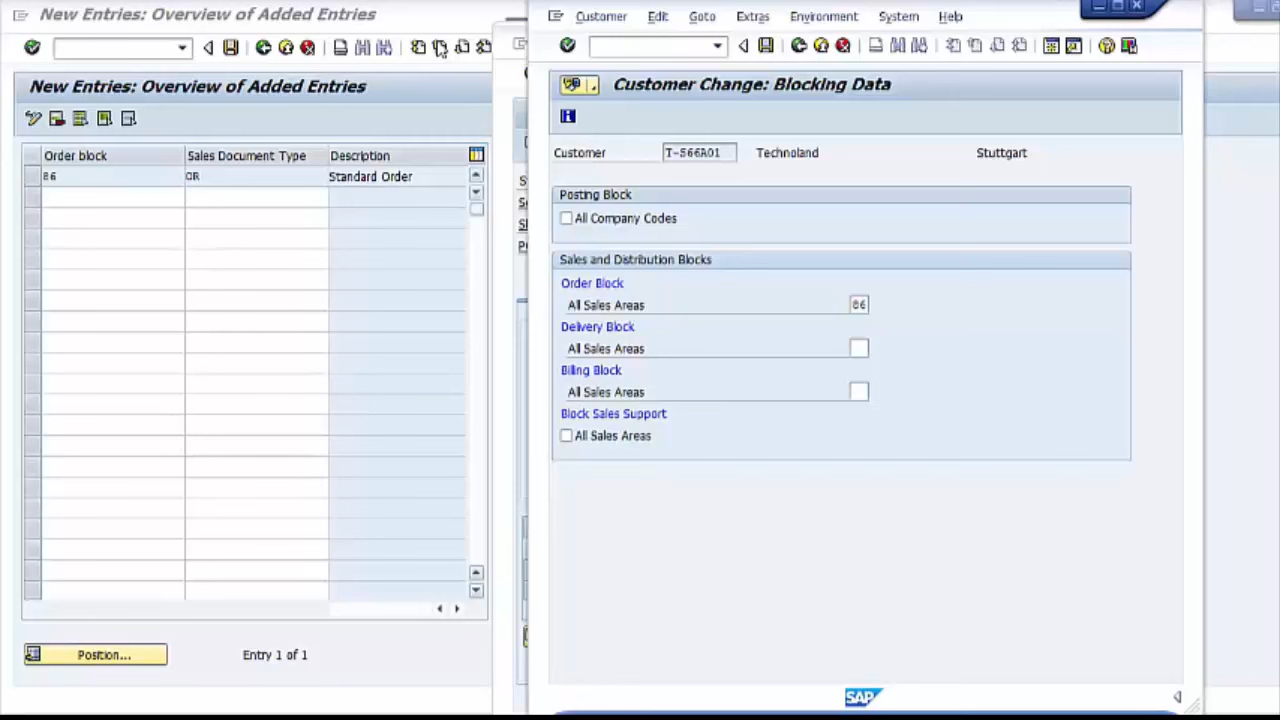 New Entries: Overview of Added Entries
New Entries: Overview of Added Entries
Order block Sales Document Type Description
86 OR Standard Order
Position... Entry 1 of 1
Customer Edit Goto Extras Environment System Help
Customer Change: Blocking Data
Customer T-S66A01 Technoland Stuttgart
Posting Block
All Company Codes
Sales and Distribution Blocks
Order Block
All Sales Areas 86
Delivery Block
All Sales Areas
Billing Block
All Sales Areas
Block Sales Support
All Sales Areas
SAP